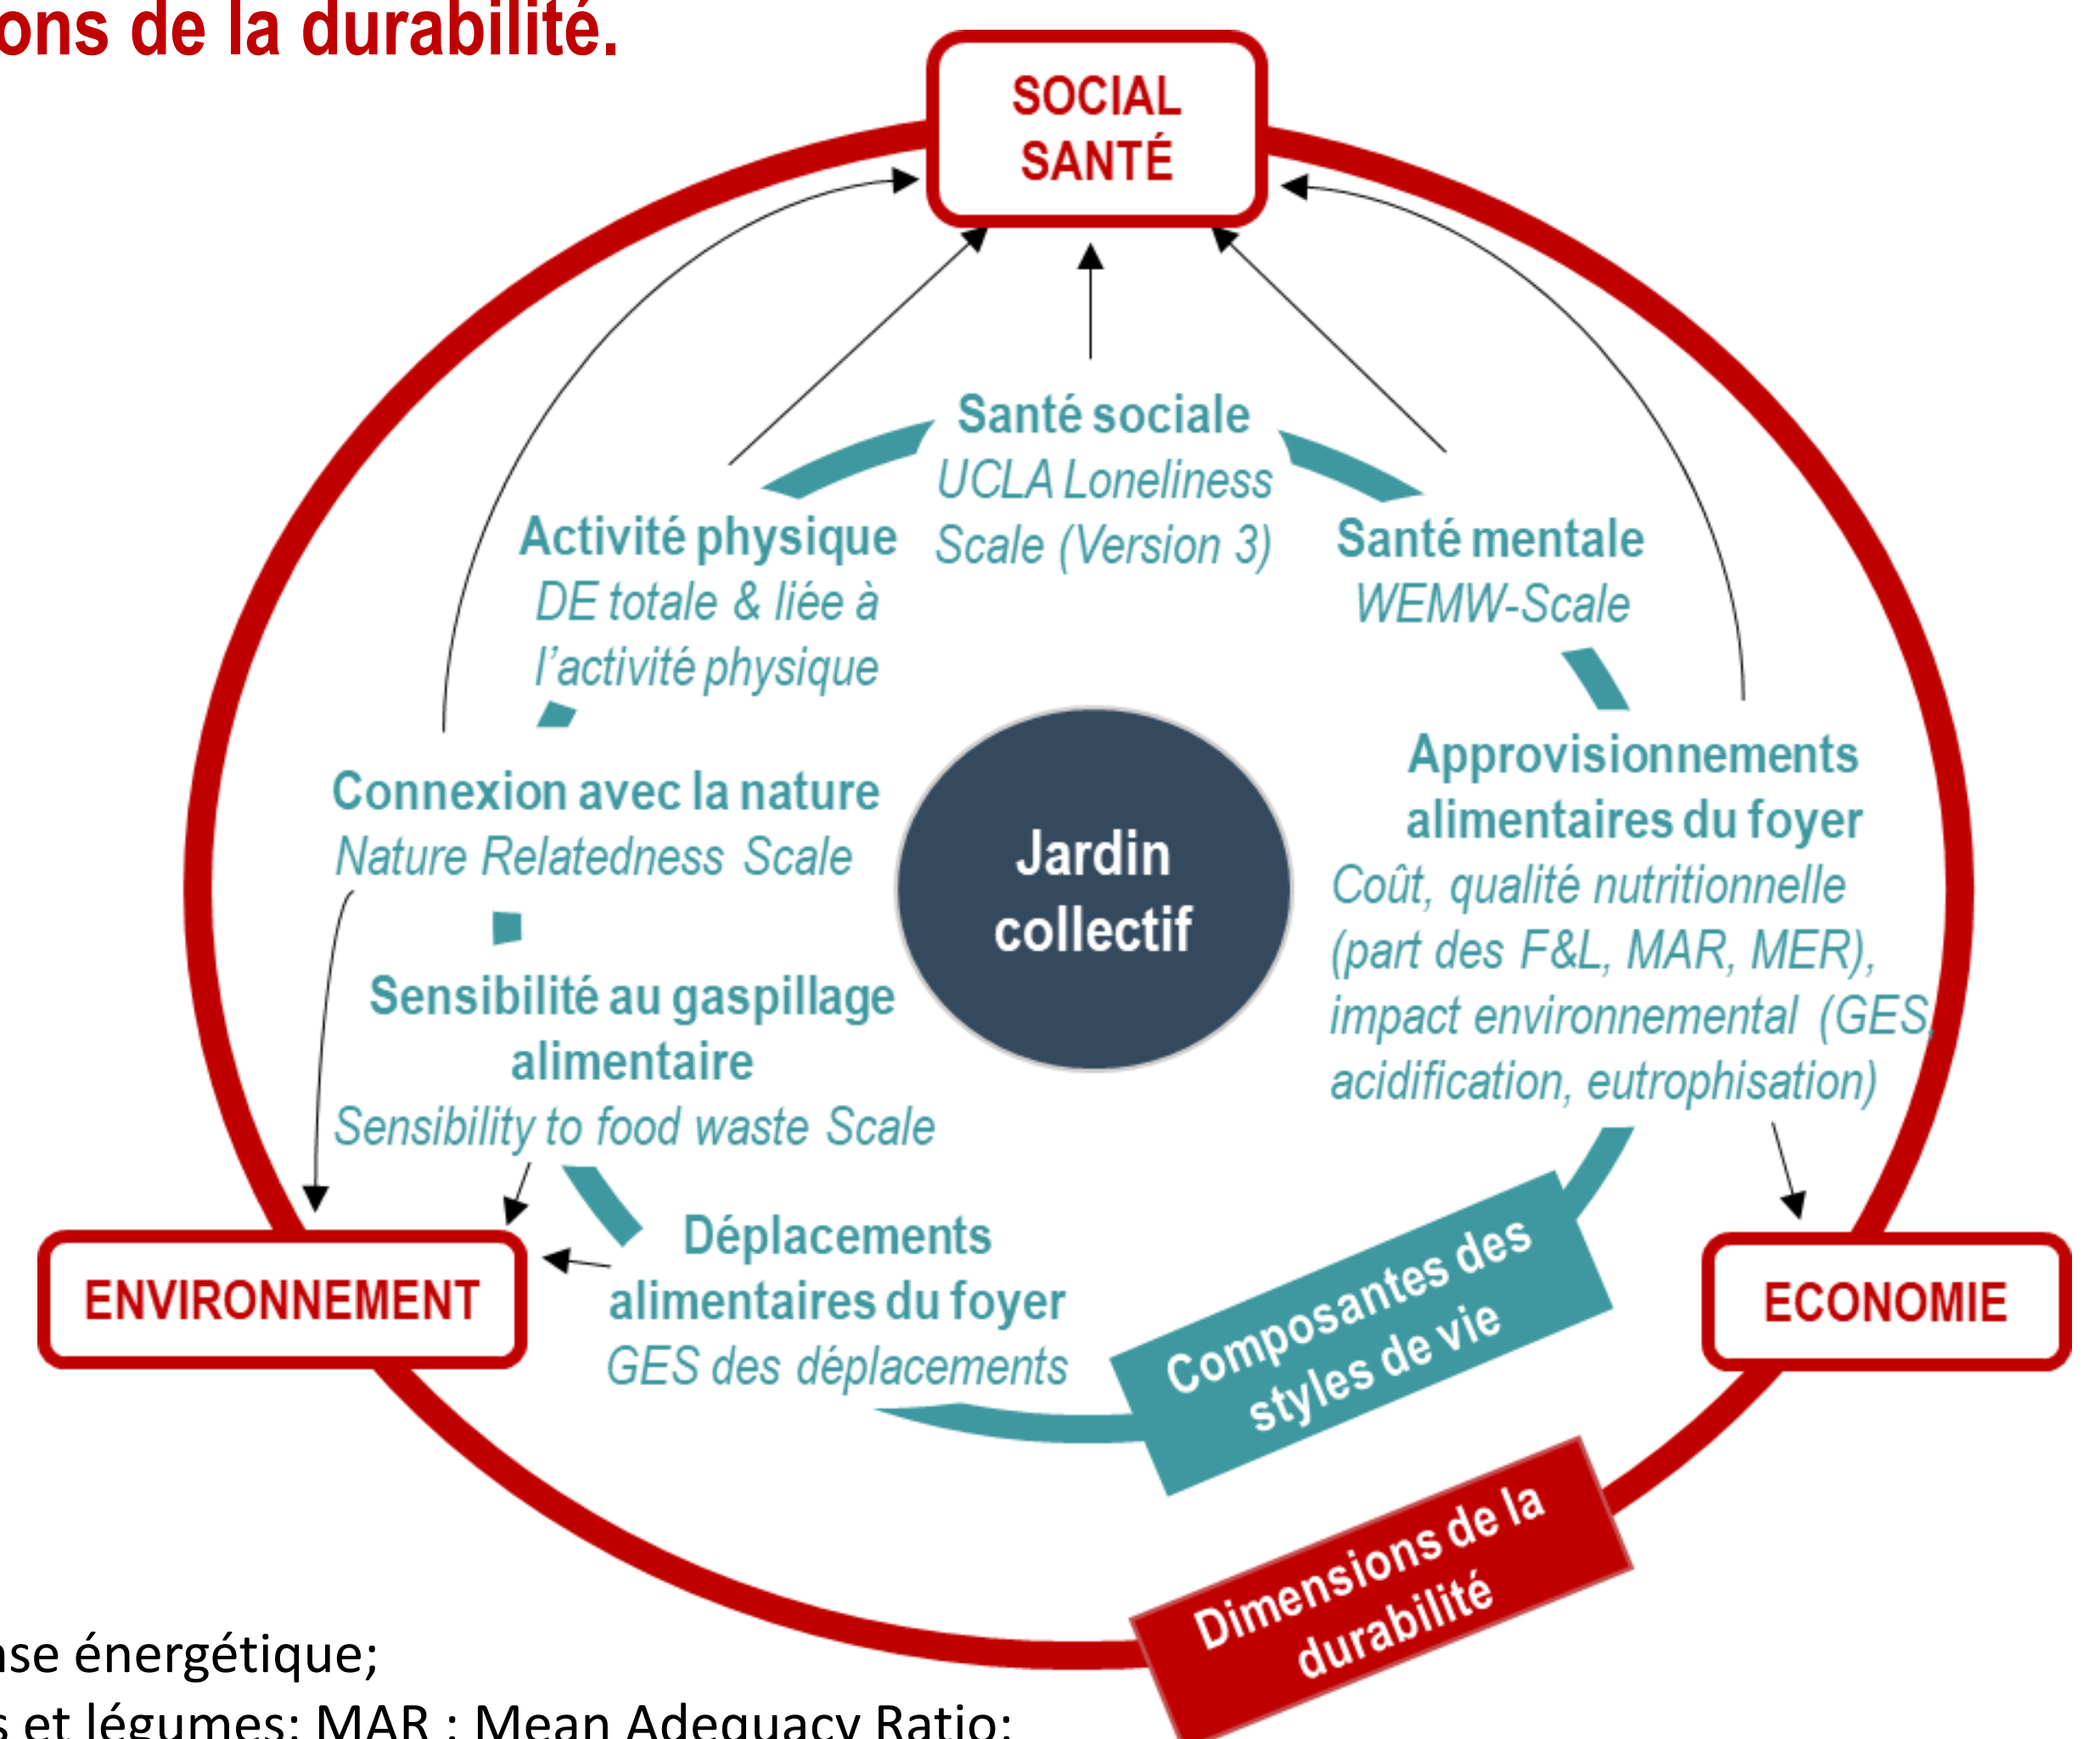 ons de la durabilité.
SOCIAL
SANTÉ
Santé sociale
UCLA Loneliness
Scale (Version 3)
Activité physique
DE totale & liée à
l'activité physique
Santé mentale
WEMW-Scale
Connexion avec la nature
Nature Relatedness Scale
Jardin
collectif
Approvisionnements
alimentaires du foyer
Coût, qualité nutritionnelle
(part des F&L, MAR, MER),
impact environnemental (GES,
acidification, eutrophisation)
Sensibilité au gaspillage
alimentaire
Sensibility to food waste Scale
Déplacements
alimentaires du foyer
GES des déplacements
ENVIRONNEMENT
ECONOMIE
Composantes des
styles de vie
Dimensions de la
durabilité
se énergétique;
s et légumes; MAR : Mean Adequacy Ratio;